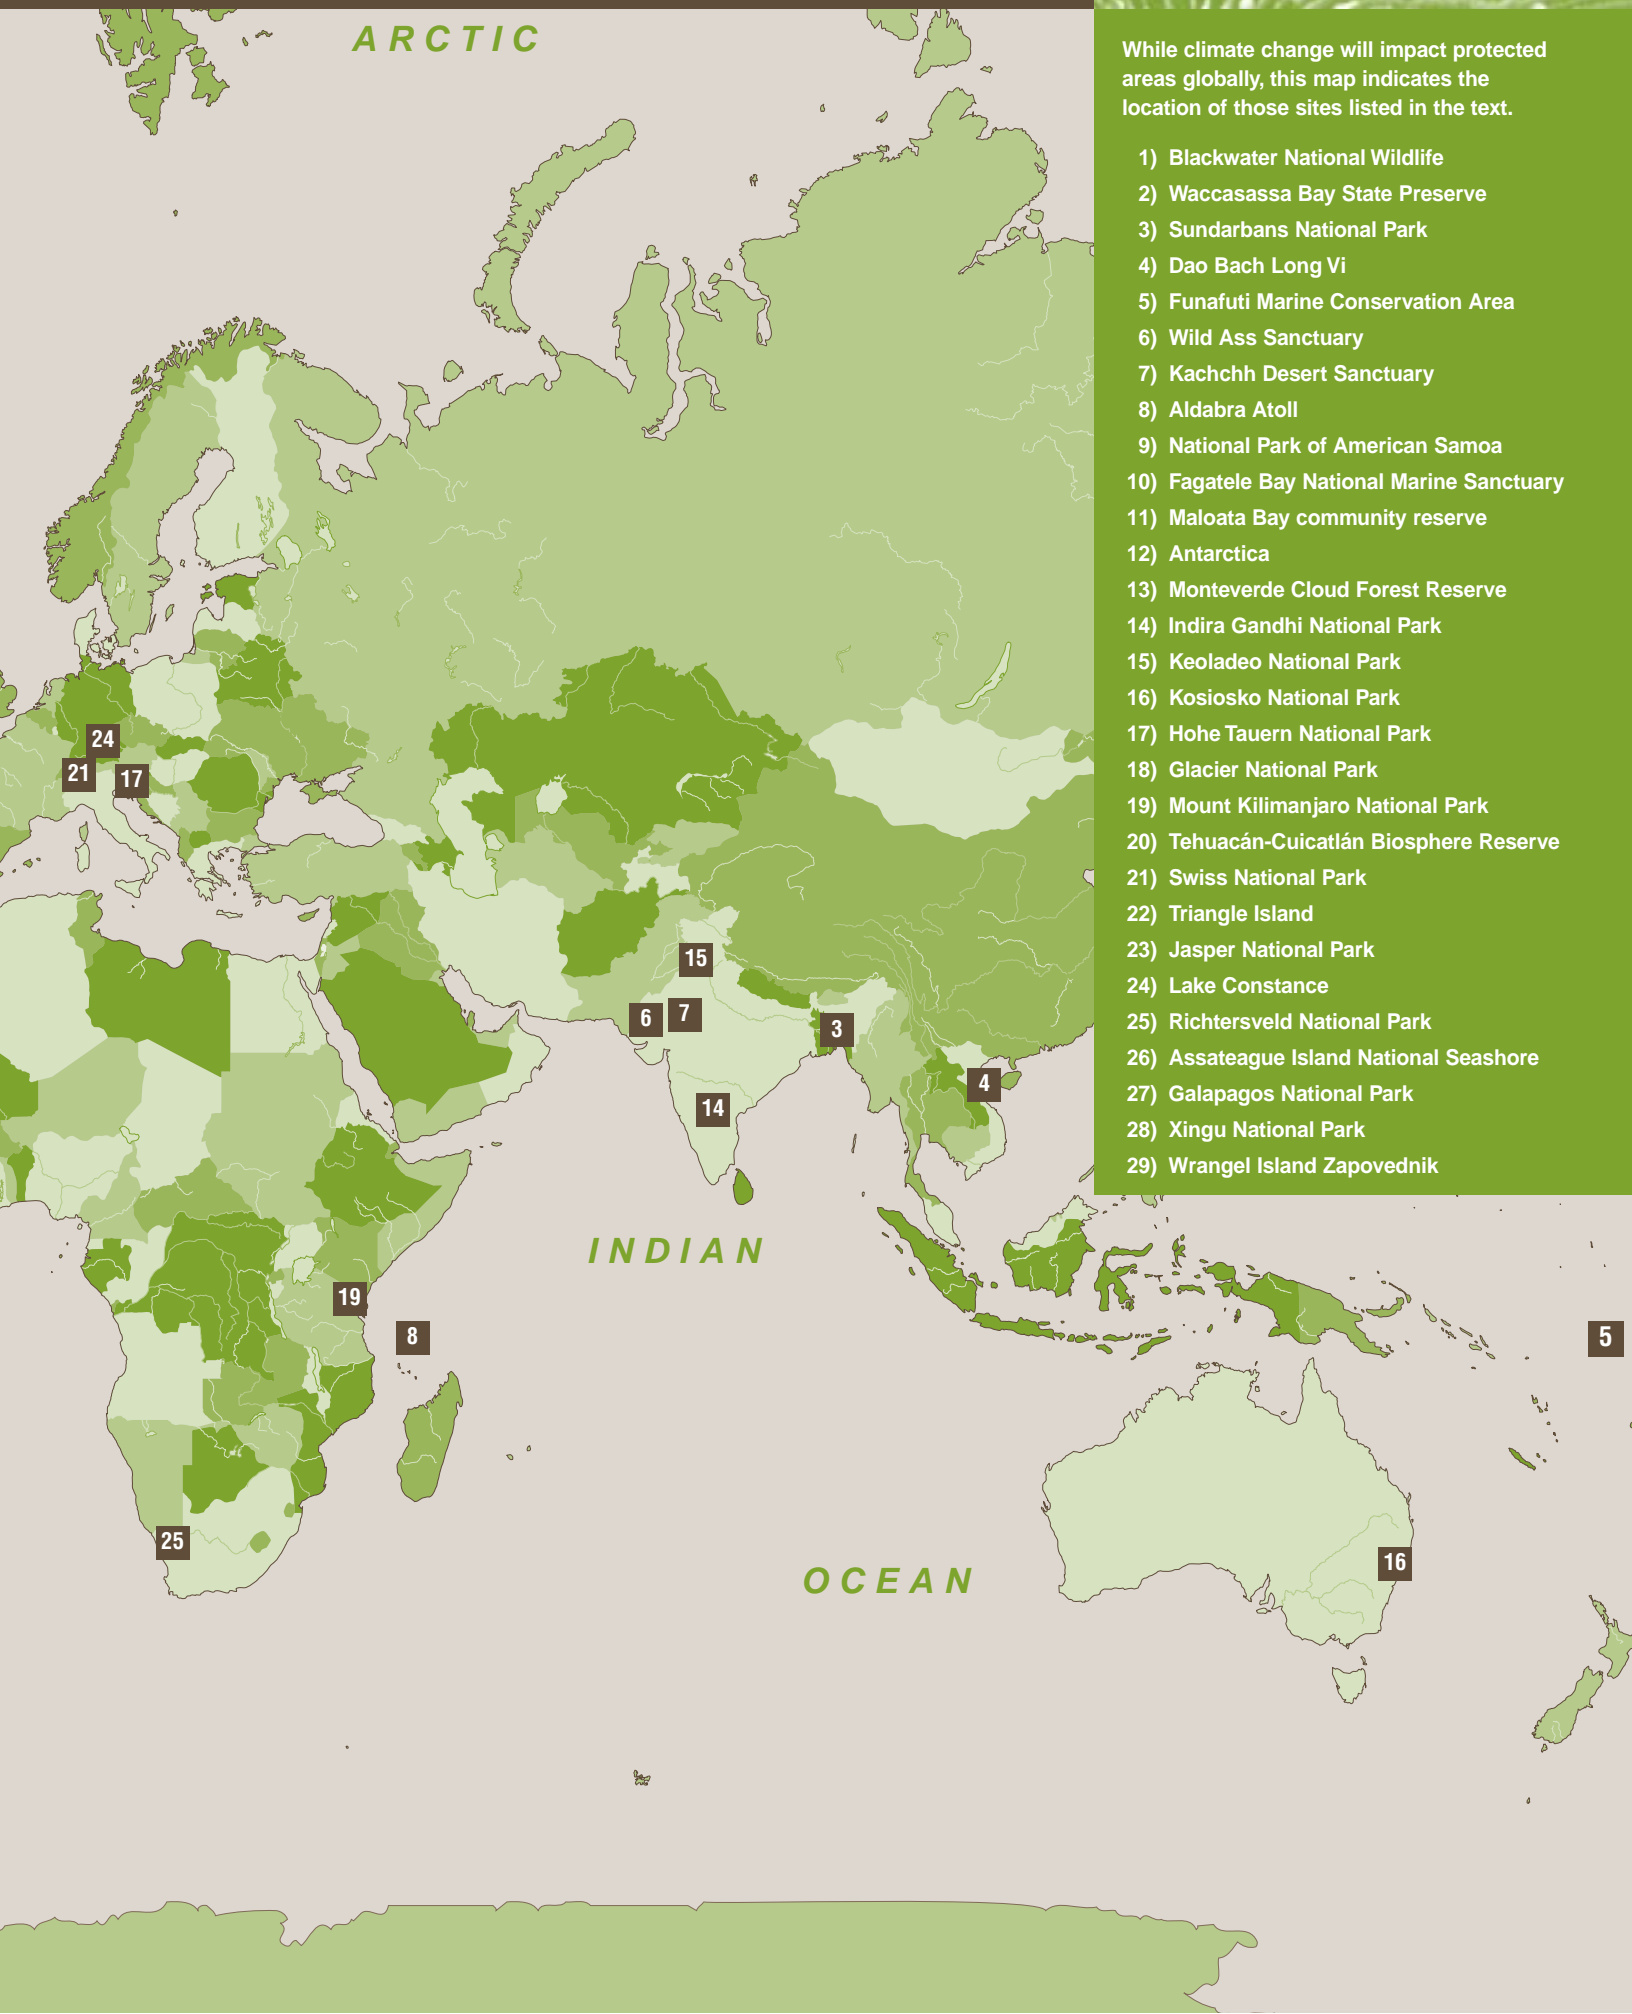 ARCTIC
While climate change will impact protected
areas globally, this map indicates the
location of those sites listed in the text.
1) Blackwater National Wildlife
2) Waccasassa Bay State Preserve
3) Sundarbans National Park
4) Dao Bach Long Vi
5) Funafuti Marine Conservation Area
6) Wild Ass Sanctuary
7) Kachchh Desert Sanctuary
8) Aldabra Atoll
9) National Park of American Samoa
10) Fagatele Bay National Marine Sanctuary
11) Maloata Bay community reserve
12) Antarctica
13) Monteverde Cloud Forest Reserve
14) Indira Gandhi National Park
15) Keoladeo National Park
16) Kosiosko National Park
17) Hohe Tauern National Park
18) Glacier National Park
19) Mount Kilimanjaro National Park
20) Tehuacán-Cuicatlán Biosphere Reserve
21) Swiss National Park
22) Triangle Island
23) Jasper National Park
24) Lake Constance
25) Richtersveld National Park
26) Assateague Island National Seashore
27) Galapagos National Park
28) Xingu National Park
29) Wrangel Island Zapovednik
24
21
17
15
6
7
3
4
14
INDIAN
19
8
5
25
16
OCEAN